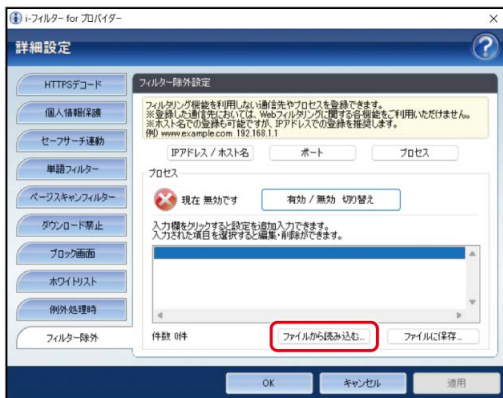 i-フィルター for プロバイダー
詳細設定
?
HTTPSデコード
個人情報保護
セーフサーチ連動
単語フィルター
ページスキャンフィルター
ダウンロード禁止
ブロック画面
ホワイトリスト
例外処理時
フィルター除外
フィルター除外設定
フィルタリング機能を利用しない通信先やプロセスを登録できます。
※登録した通信先においては、Webフィルタリングに関する各機能をご利用いただけません。
※ホスト名での登録も可能ですが、IPアドレスでの登録を推奨します。
例) www.example.com 192.168.1.1
IPアドレス / ホスト名
ポート
プロセス
プロセス
現在 無効です
有効 / 無効 切り替え
入力欄をクリックすると設定を追加入力できます。
入力された項目を選択すると編集・削除ができます。
件数 0件
ファイルから読み込む...
ファイルに保存...
OK
キャンセル
適用